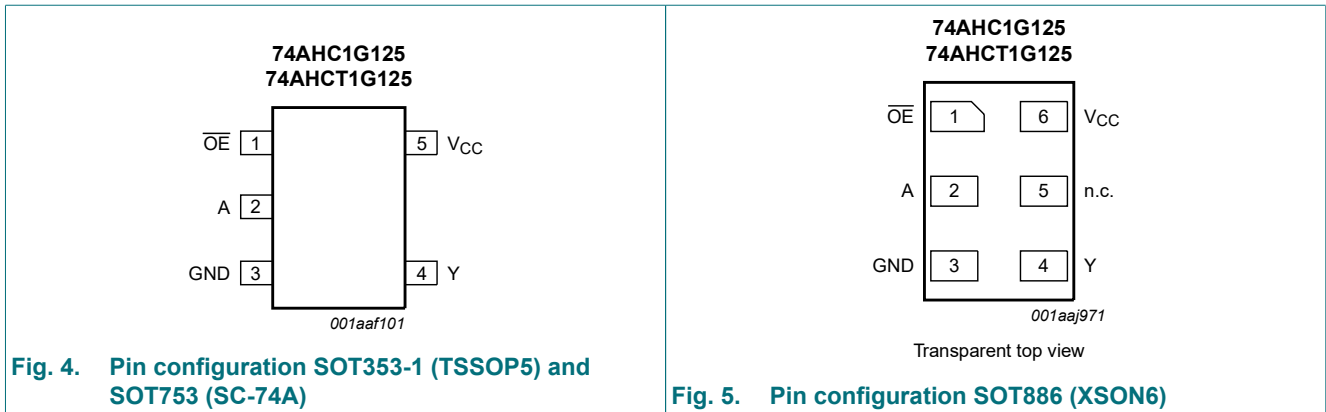 74AHC1G125
74AHCT1G125
OE 1
5 VCC
A 2
GND 3
4 Y
001aaf101
Fig. 4. Pin configuration SOT353-1 (TSSOP5) and
SOT753 (SC-74A)
74AHC1G125
74AHCT1G125
OE 1
6 VCC
A 2
5 n.c.
GND 3
4 Y
001aaj971
Transparent top view
Fig. 5. Pin configuration SOT886 (XSON6)